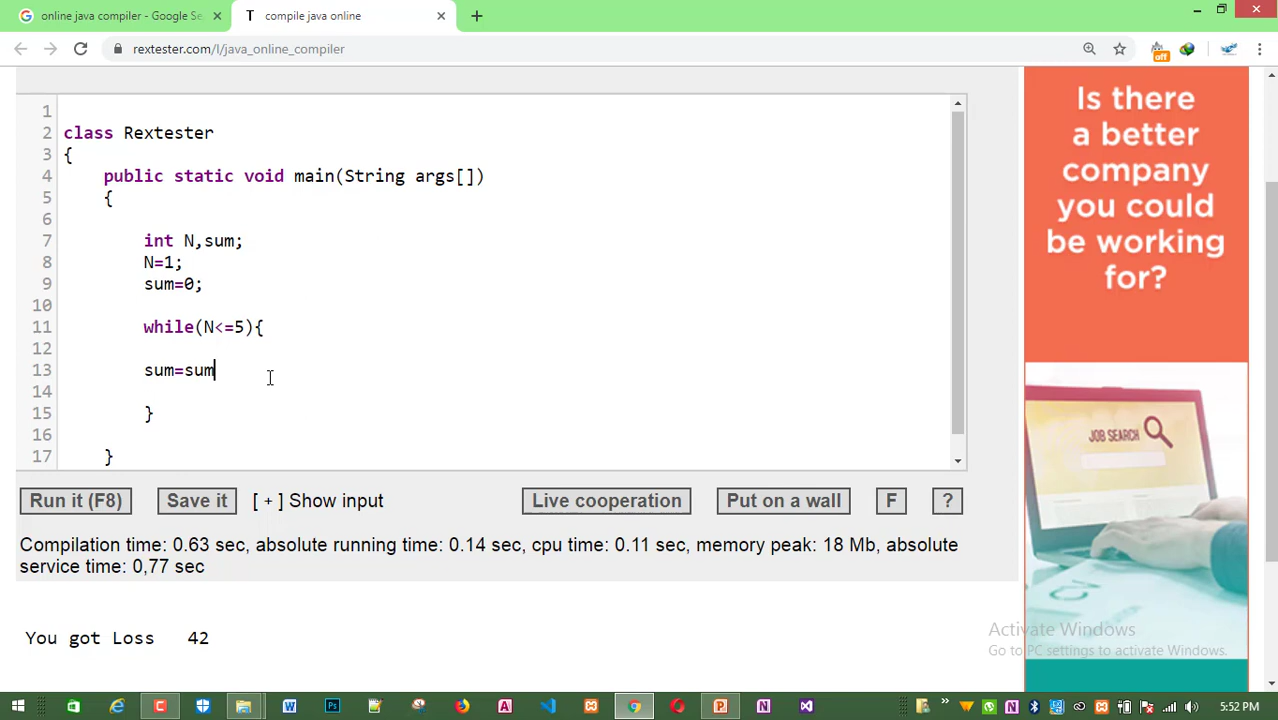 online java compiler - Google Se
compile java online
rextester.com/l/java_online_compiler
off
1
2 class Rextester
3 {
4 public static void main(String args[])
5 {
6
7 int N,sum;
8 N=1;
9 sum=0;
10
11 while(N<=5){
12
13 sum=sum
14
15 }
16
17 }
Run it (F8)
Save it
[ + ] Show input
Live cooperation
Put on a wall
F
?
Compilation time: 0.63 sec, absolute running time: 0.14 sec, cpu time: 0.11 sec, memory peak: 18 Mb, absolute
service time: 0,77 sec
You got Loss 42
Is there
a better
company
you could
be working
for?
JOB SEARCH
CV
Activate Windows
Go to PC settings to activate Windows.
5:52 PM